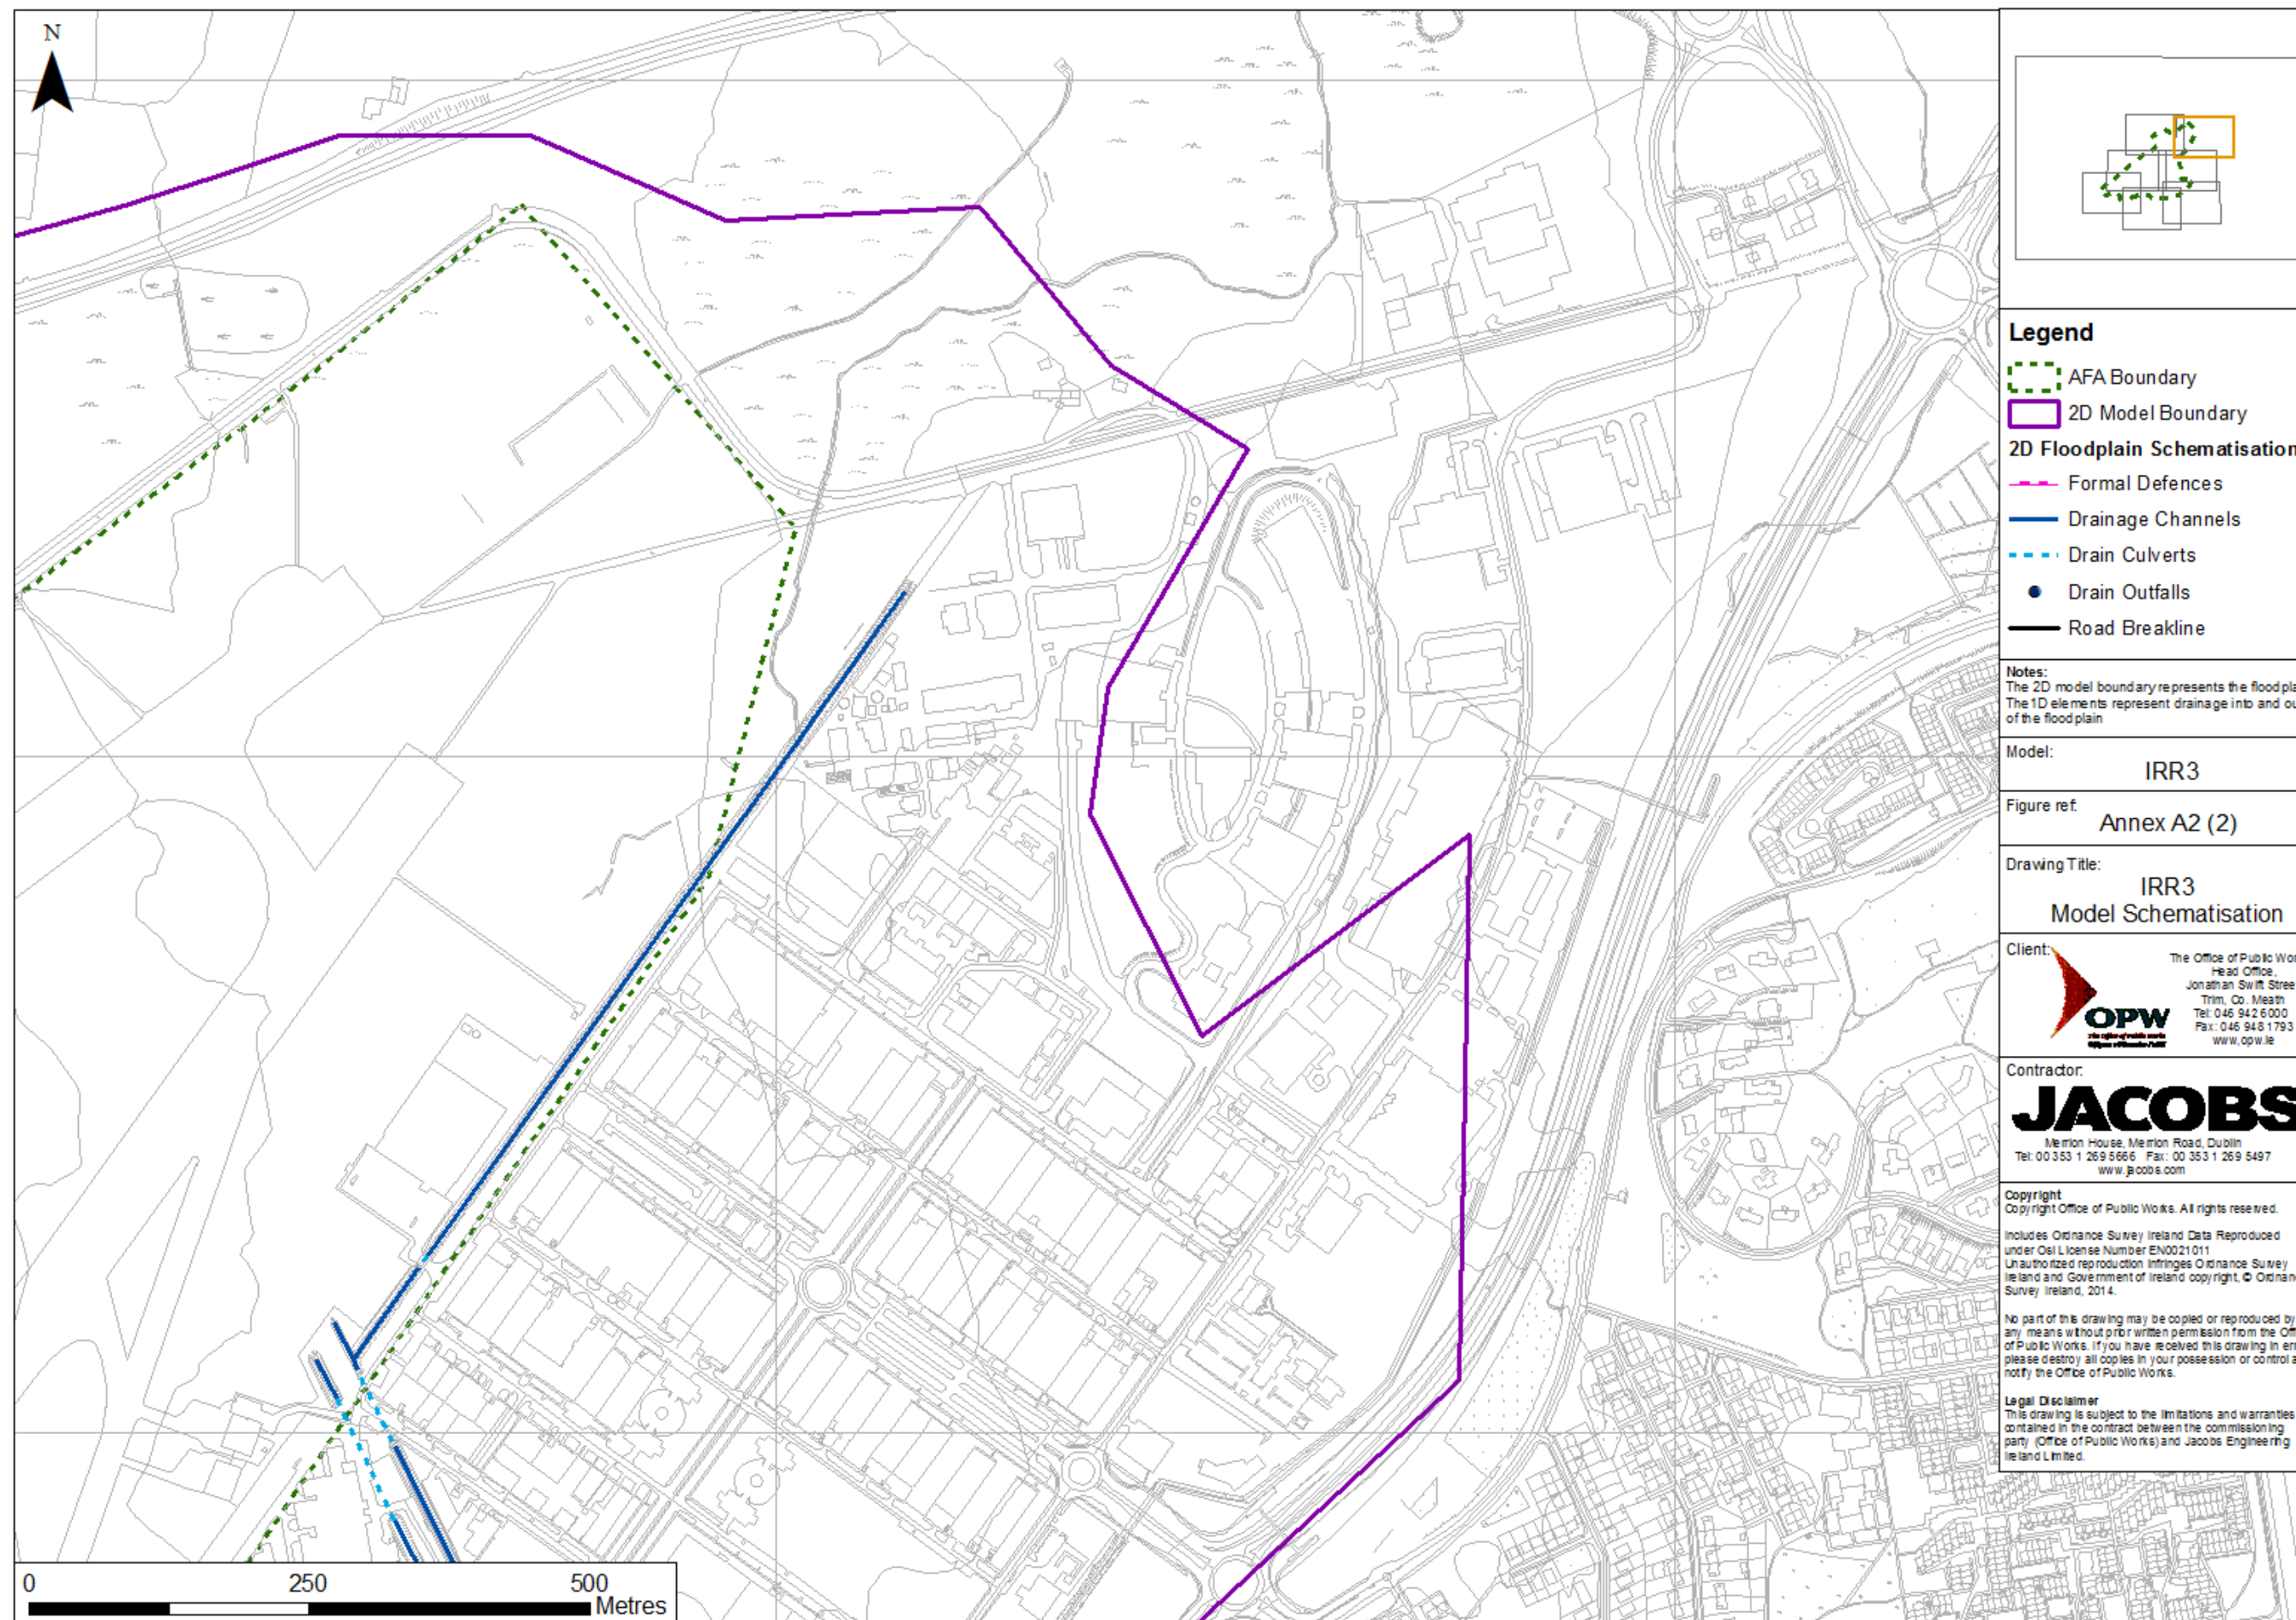 N
Legend
AFA Boundary
2D Model Boundary
2D Floodplain Schematisation
Formal Defences
Drainage Channels
Drain Culverts
Drain Outfalls
Road Breakline
Notes:
The 2D model boundary represents the floodpla
The 1D elements represent drainage into and ou
of the floodplain
Model:
IRR3
Figure ref:
Annex A2 (2)
Drawing Title:
IRR3
Model Schematisation
Client:
OPW
The Office of Public Wor
Head Office,
Jonathan Swift Stree
Trim, Co. Meath
Tel: 046 942 6000
Fax: 046 948 1793
www.opw.ie
Contractor:
JACOBS
Merrion House, Merrion Road, Dublin
Tel: 00 353 1 269 5666 Fax: 00 353 1 269 5497
www.jacobs.com
Copyright
Copyright Office of Public Works. All rights reserved.
Includes Ordnance Survey Ireland Data Reproduced
under OSi License Number EN0021011
Unauthorized reproduction infringes Ordnance Survey
Ireland and Government of Ireland copyright, © Ordnan
Survey Ireland, 2014.
No part of this drawing may be copied or reproduced by
any means without prior written permission from the Off
of Public Works. If you have received this drawing in err
please destroy all copies in your possession or control a
notify the Office of Public Works.
Legal Disclaimer
This drawing is subject to the limitations and warranties
contained in the contract between the commissioning
party (Office of Public Works) and Jacobs Engineering
Ireland Limited.
0 250 500
Metres